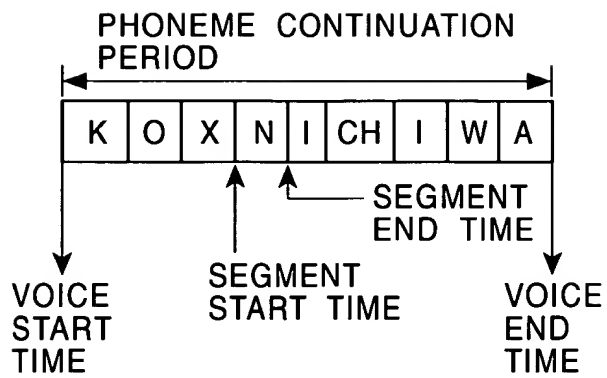 PHONEME CONTINUATION
PERIOD
K O X N I CH I W A
SEGMENT
END TIME
SEGMENT
START TIME
VOICE
START
TIME
VOICE
END
TIME